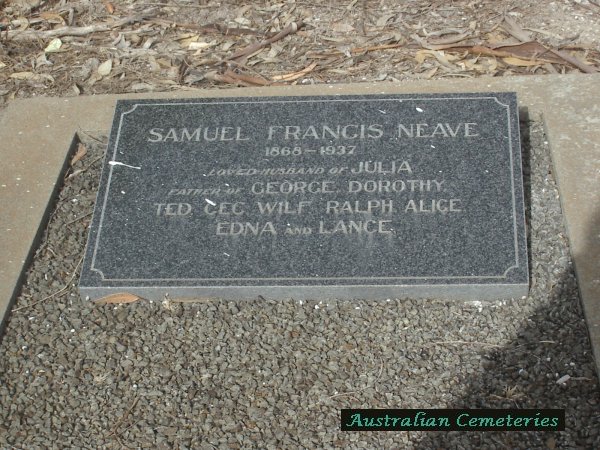 SAMUEL FRANCIS NEAVE
1868-1937
LOVED HUSBAND OF JULIA
FATHER OF GEORGE DOROTHY
TED CEC WILF RALPH ALICE
EDNA AND LANCE
Australian Cemeteries